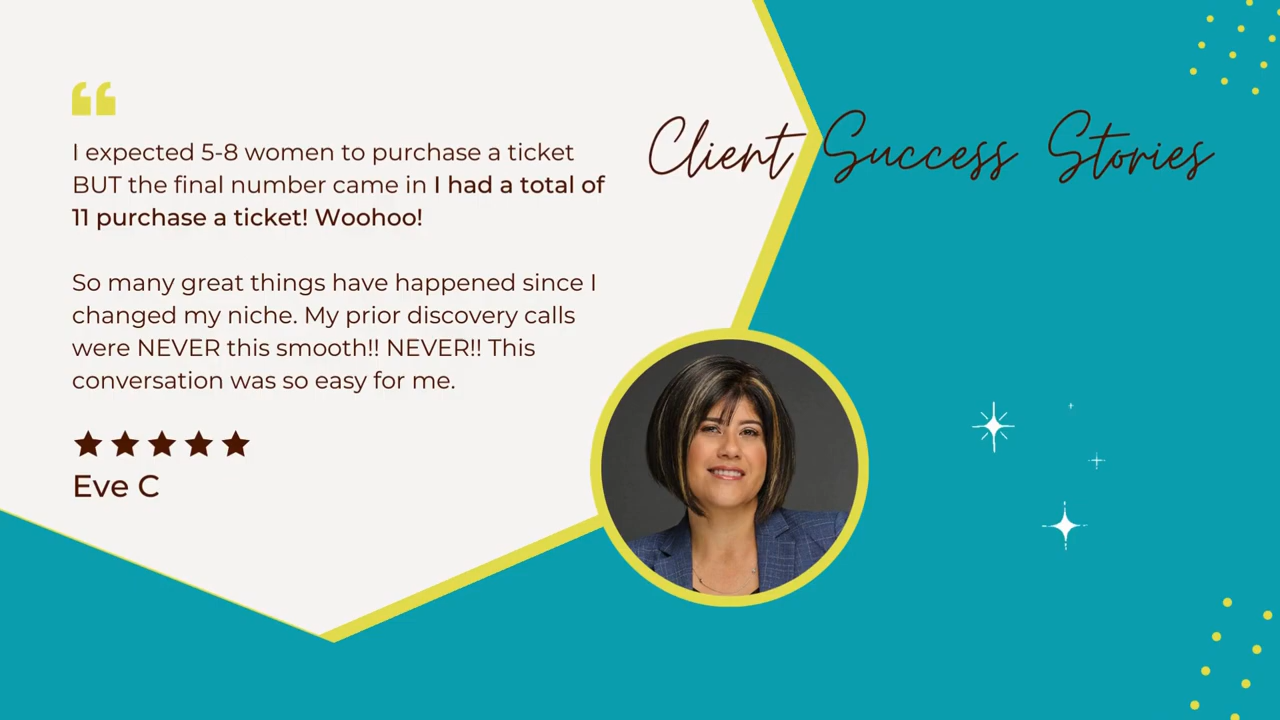 Client Success Stories
“
I expected 5-8 women to purchase a ticket
BUT the final number came in I had a total of
11 purchase a ticket! Woohoo!
So many great things have happened since I
changed my niche. My prior discovery calls
were NEVER this smooth!! NEVER!! This
conversation was so easy for me.
Eve C